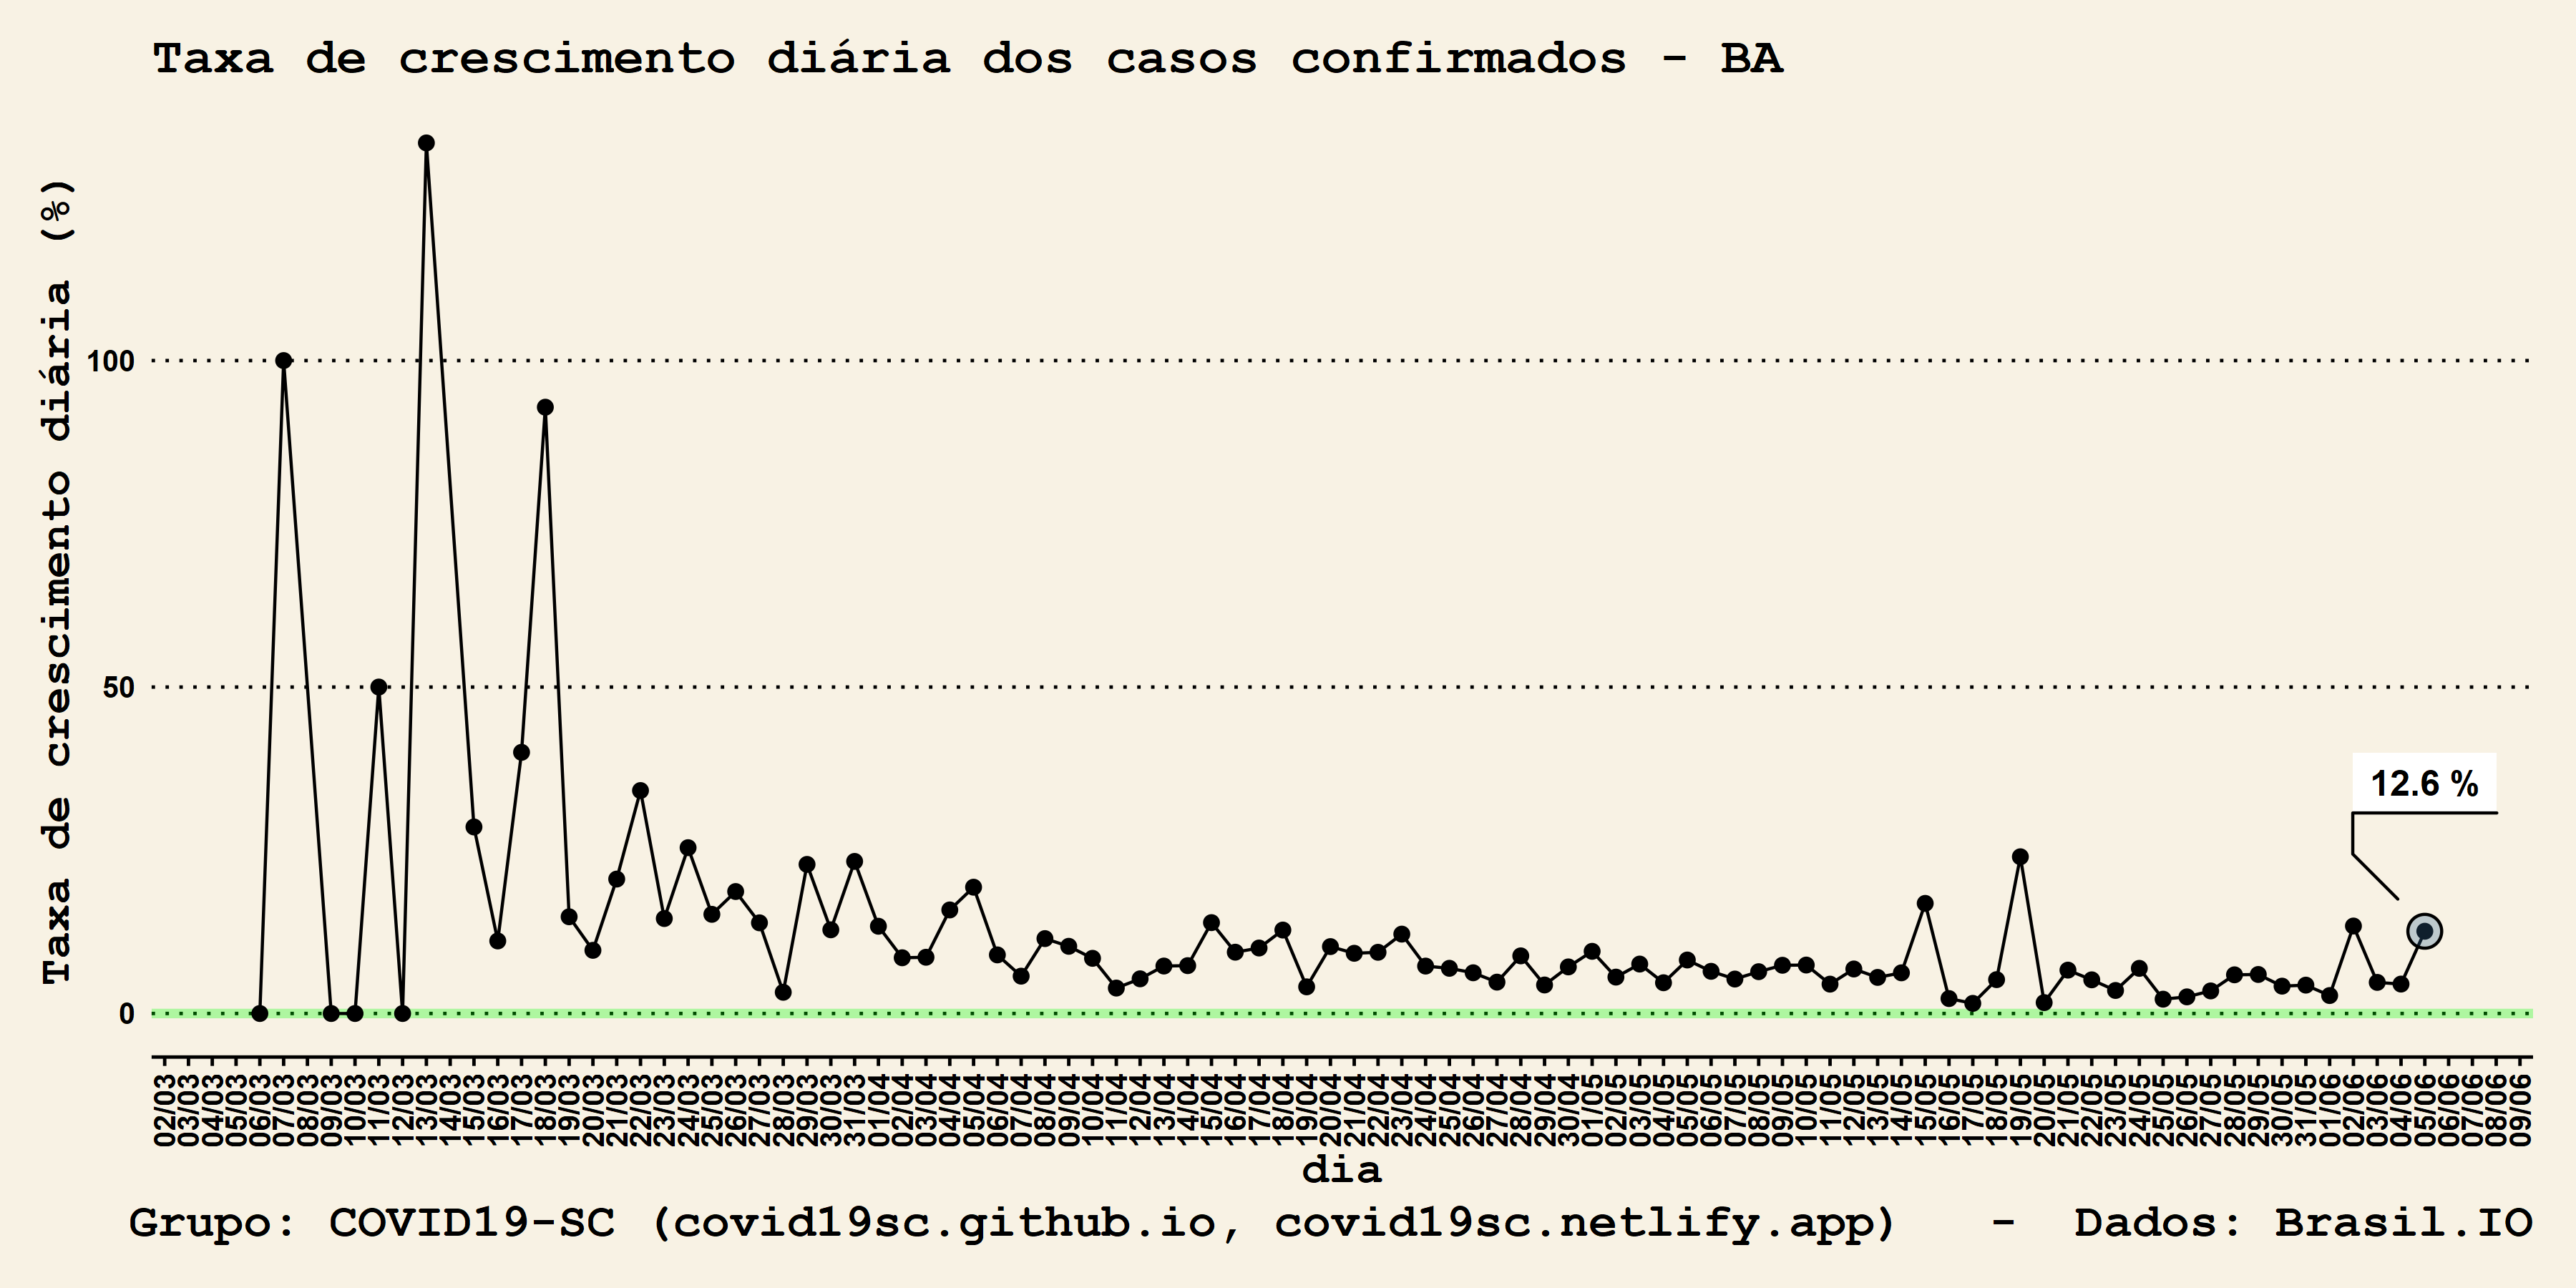 Taxa de crescimento diária dos casos confirmados - BA
Taxa de crescimento diário diária (%)
100
50
0
12.6 %
02/03 03/03 04/03 05/03 06/03 07/03 08/03 09/03 10/03 11/03 12/03 13/03 14/03 15/03 16/03 17/03 18/03 19/03 20/03 21/03 22/03 23/03 24/03 25/03 26/03 27/03 28/03 29/03 30/03 31/03 01/04 02/04 03/04 04/04 05/04 06/04 07/04 08/04 09/04 10/04 11/04 12/04 13/04 14/04 15/04 16/04 17/04 18/04 19/04 20/04 21/04 22/04 23/04 24/04 25/04 26/04 27/04 28/04 29/04 30/04 01/05 02/05 03/05 04/05 05/05 06/05 07/05 08/05 09/05 10/05 11/05 12/05 13/05 14/05 15/05 16/05 17/05 18/05 19/05 20/05 21/05 22/05 23/05 24/05 25/05 26/05 27/05 28/05 29/05 30/05 31/05 01/06 02/06 03/06 04/06 05/06 06/06 07/06 08/06 09/06
dia
Grupo: COVID19-SC (covid19sc.github.io, covid19sc.netlify.app) - Dados: Brasil.IO